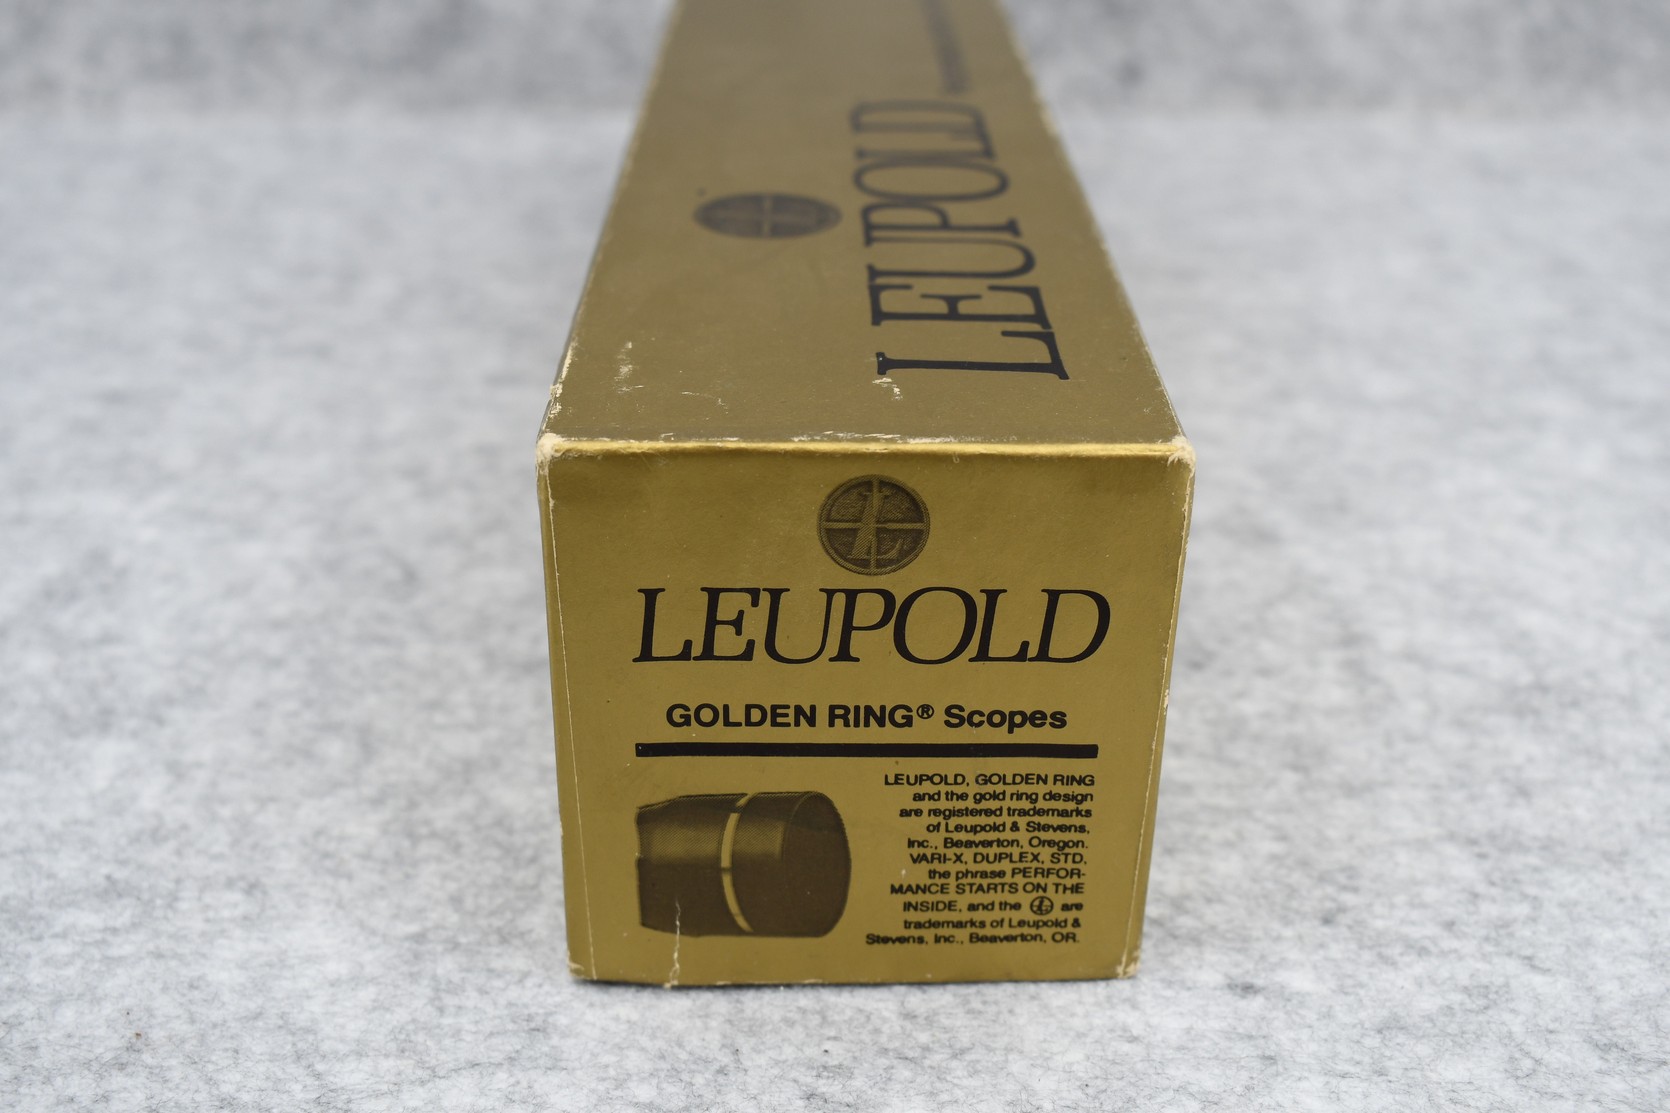 LEUPOLD
LEUPOLD
GOLDEN RING® Scopes
LEUPOLD, GOLDEN RING
and the gold ring design
are registered trademarks
of Leupold & Stevens,
Inc., Beaverton, Oregon.
VARI-X, DUPLEX, STD,
the phrase PERFOR-
MANCE STARTS ON THE
INSIDE, and the L are
trademarks of Leupold &
Stevens, Inc., Beaverton, OR.